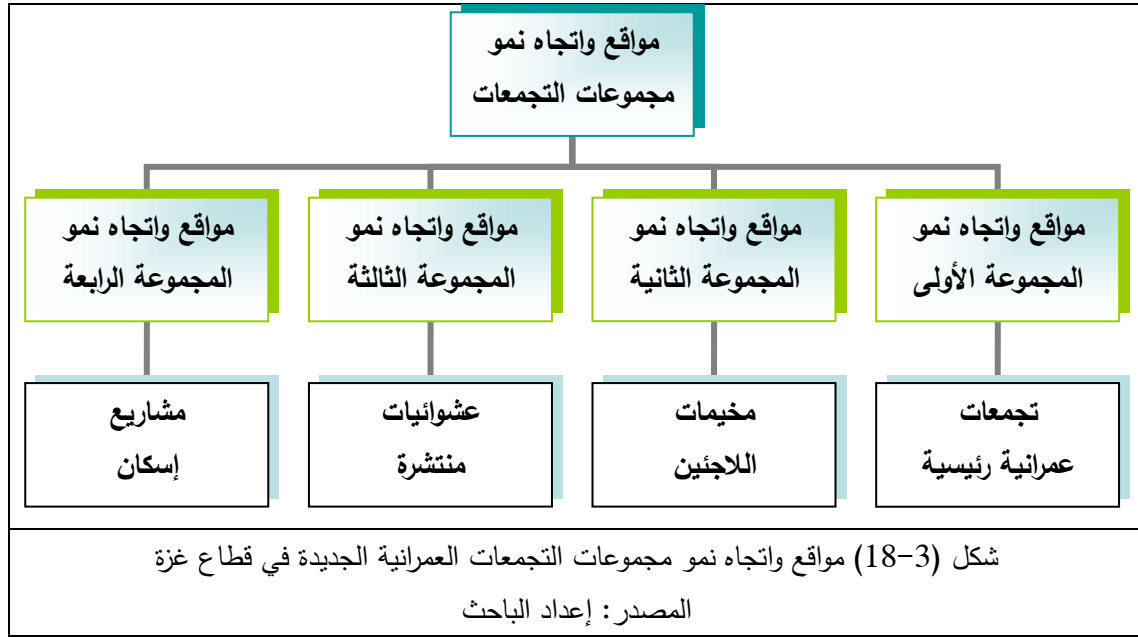 مواقع واتجاه نمو
مجموعات التجمعات
مواقع واتجاه نمو
المجموعة الأولى
مواقع واتجاه نمو
المجموعة الثانية
مواقع واتجاه نمو
المجموعة الثالثة
مواقع واتجاه نمو
المجموعة الرابعة
تجمعات
عمرانية رئيسية
مخيمات
اللاجئين
عشوائيات
منتشرة
مشاريع
إسكان
شكل (3-18) مواقع واتجاه نمو مجموعات التجمعات العمرانية الجديدة في قطاع غزة
المصدر: إعداد الباحث